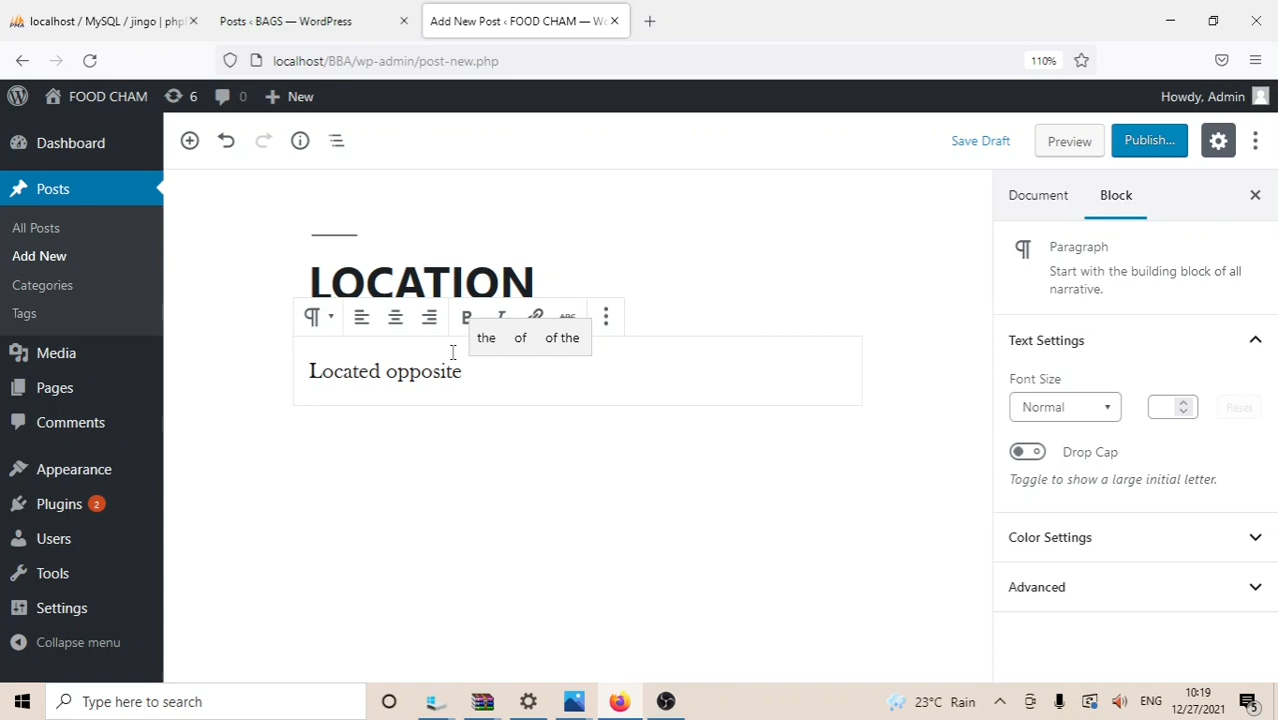 localhost / MySQL / jingo | php
Posts ‹ BAGS — WordPress
Add New Post ‹ FOOD CHAM — Wo
localhost/BBA/wp-admin/post-new.php
110%
FOOD CHAM
6
0
New
Howdy, Admin
Dashboard
Save Draft
Preview
Publish...
Posts
Document
Block
All Posts
Add New
Categories
Tags
Paragraph
Start with the building block of all
narrative.
LOCATION
B
I
ABC
the of of the
Text Settings
Media
Located opposite
Font Size
Pages
Normal
Reset
Comments
Drop Cap
Appearance
Toggle to show a large initial letter.
Plugins 2
Users
Color Settings
Tools
Advanced
Settings
Collapse menu
Type here to search
23°C Rain
ENG
10:19
12/27/2021
5